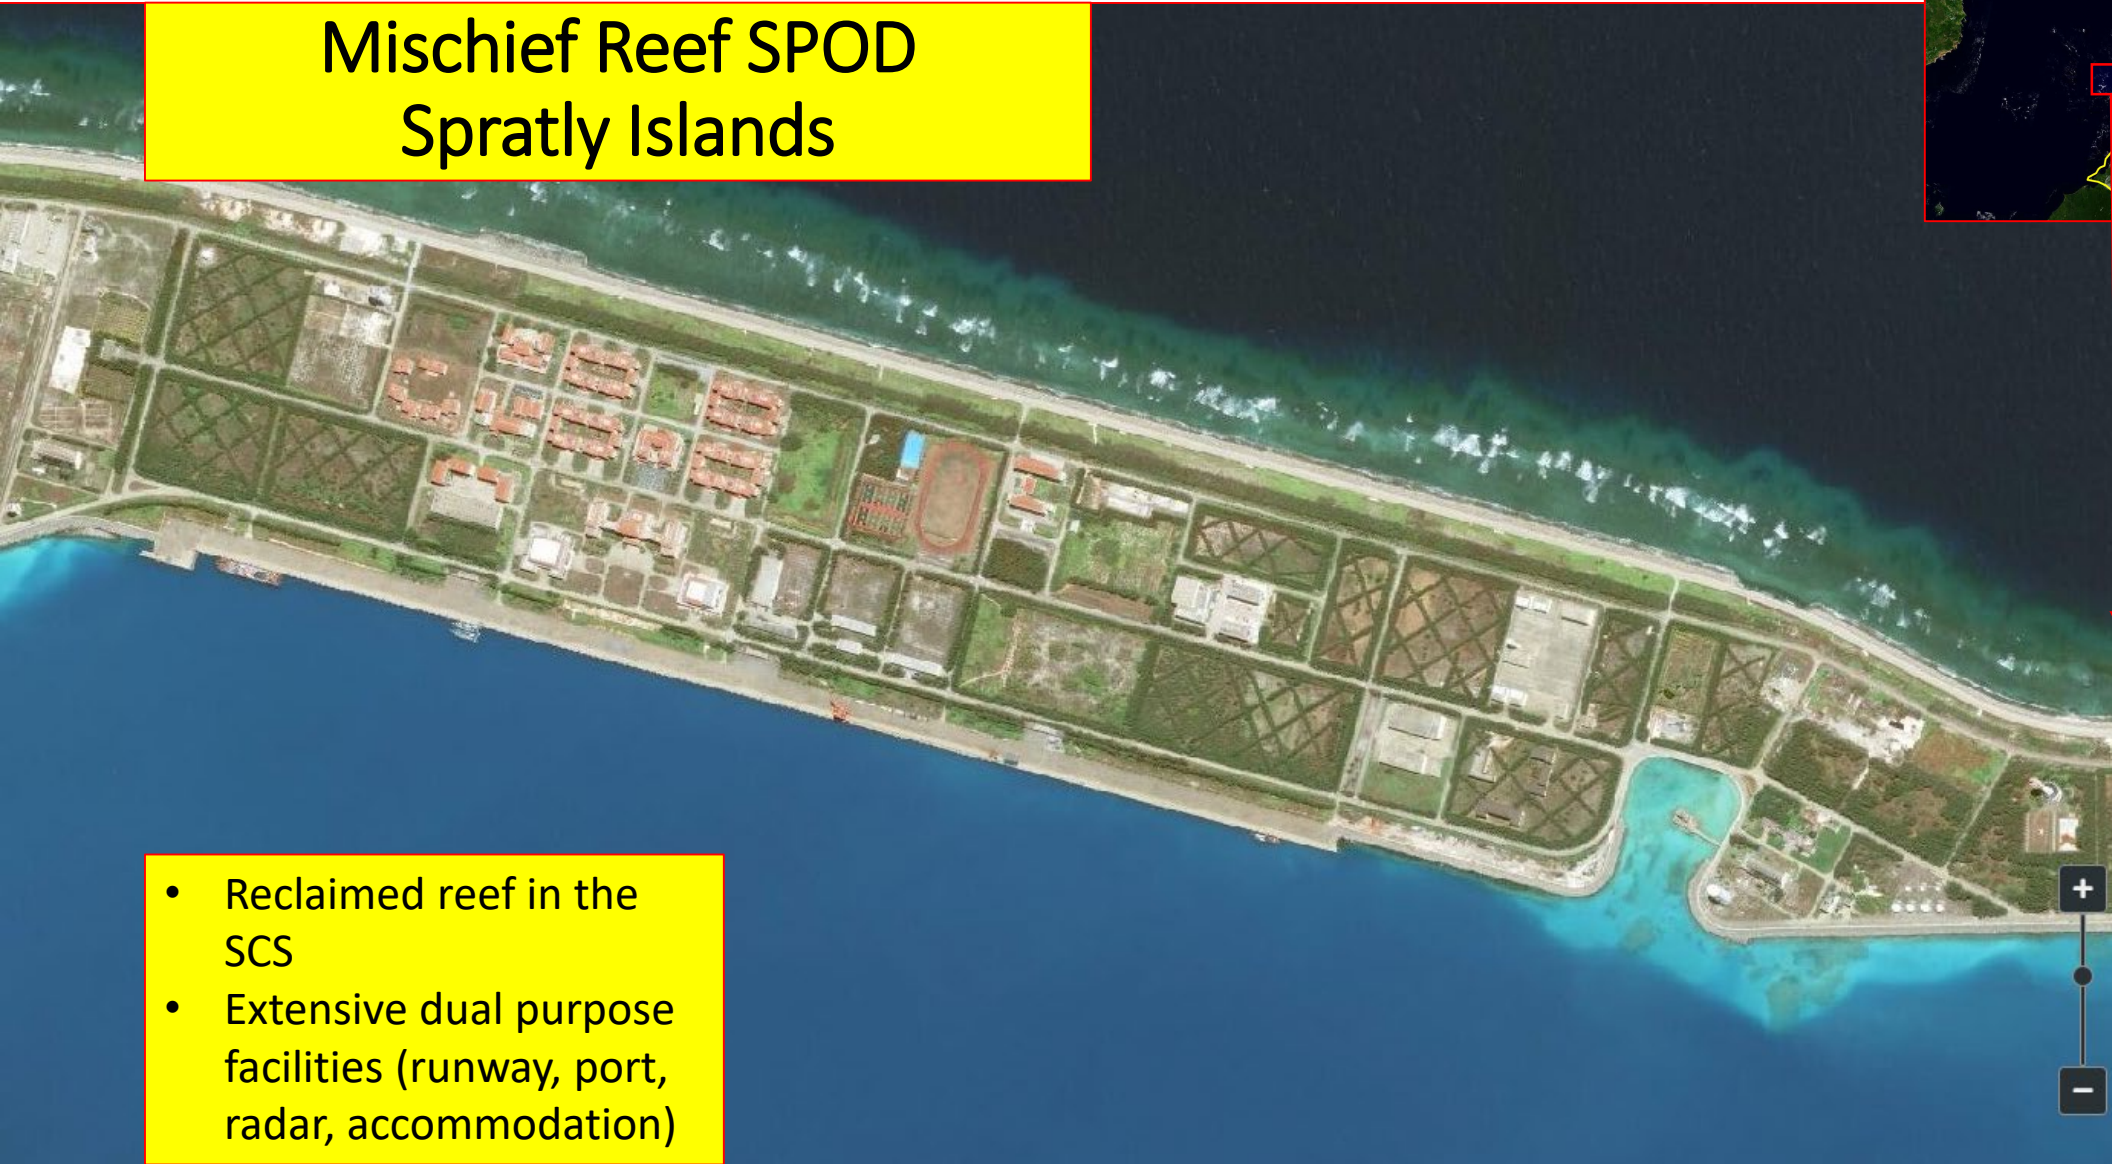 Mischief Reef SPOD
Spratly Islands
• Reclaimed reef in the
SCS
• Extensive dual purpose
facilities (runway, port,
radar, accommodation)
+
−